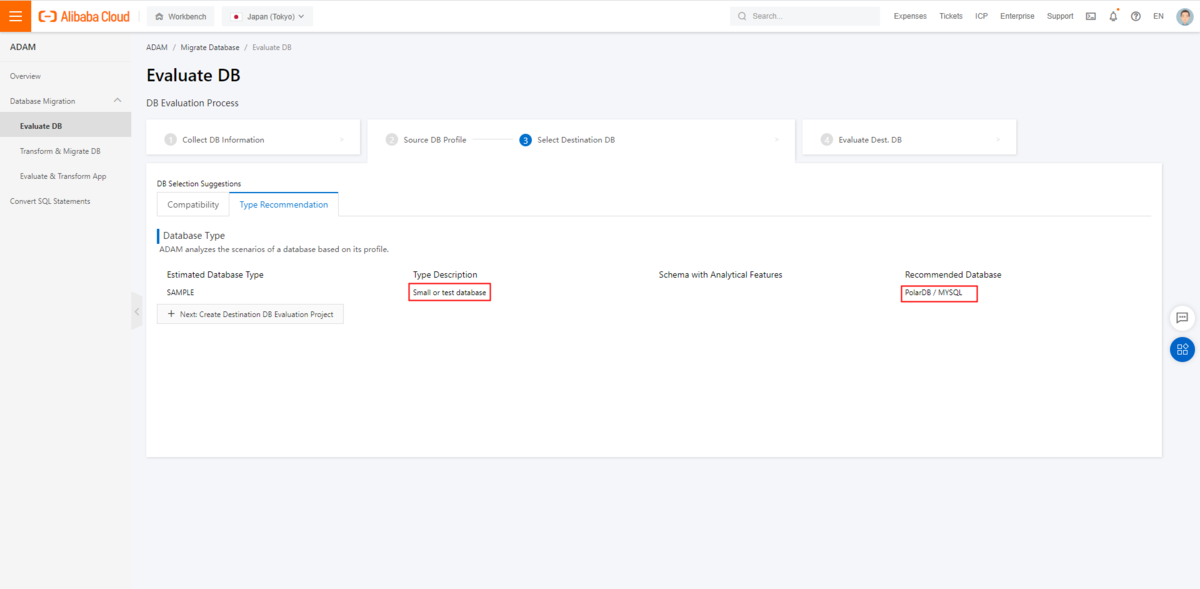 Alibaba Cloud
Workbench
Japan (Tokyo)
Search...
Expenses Tickets ICP Enterprise Support EN
ADAM
Overview
Database Migration
Evaluate DB
Transform & Migrate DB
Evaluate & Transform App
Convert SQL Statements
ADAM / Migrate Database / Evaluate DB
Evaluate DB
DB Evaluation Process
1 Collect DB Information
2 Source DB Profile
3 Select Destination DB
4 Evaluate Dest. DB
DB Selection Suggestions
Compatibility Type Recommendation
Database Type
ADAM analyzes the scenarios of a database based on its profile.
Estimated Database Type Type Description Schema with Analytical Features Recommended Database
SAMPLE Small or test database PolarDB / MYSQL
+ Next: Create Destination DB Evaluation Project